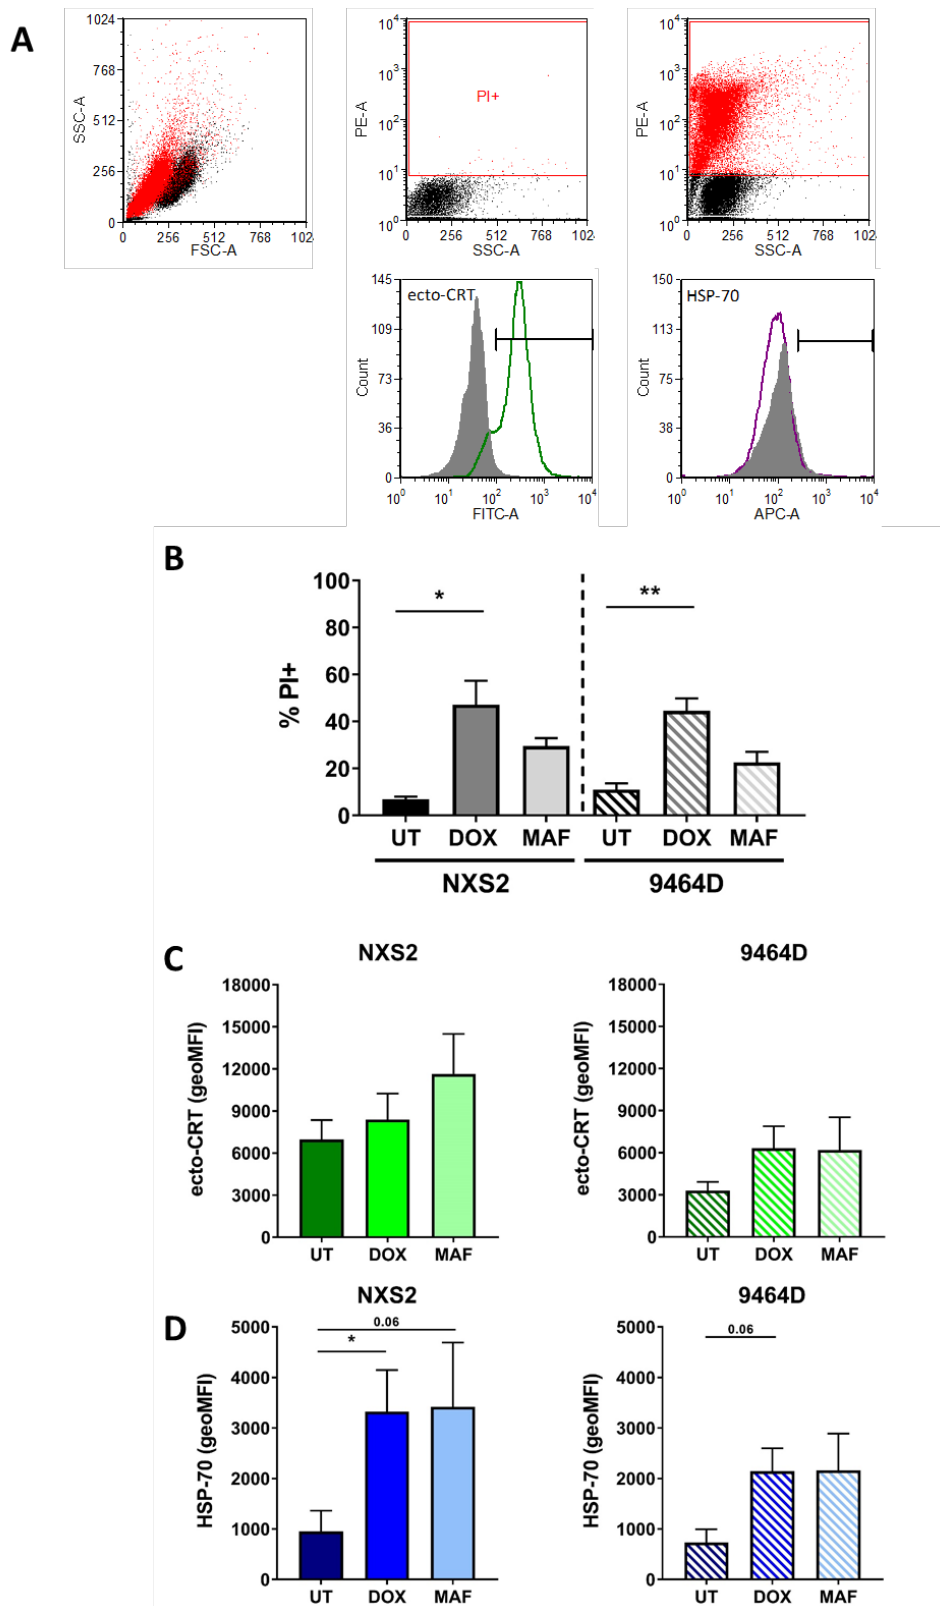 A
1024
768
512
256
0
SSC-A
0 256 512 768 1024
FSC-A
10^4
10^3
10^2
10^1
10^0
PE-A
PI+
0 256 512 768 1024
SSC-A
10^4
10^3
10^2
10^1
10^0
PE-A
0 256 512 768 1024
SSC-A
145
109
73
36
0
Count
ecto-CRT
10^0 10^1 10^2 10^3 10^4
FITC-A
150
113
75
38
0
Count
HSP-70
10^0 10^1 10^2 10^3 10^4
APC-A
B
100
80
60
40
20
0
% PI+
*
**
UT DOX MAF UT DOX MAF
NXS2 9464D
C
NXS2
18000
15000
12000
9000
6000
3000
0
ecto-CRT (geoMFI)
UT DOX MAF
9464D
18000
15000
12000
9000
6000
3000
0
ecto-CRT (geoMFI)
UT DOX MAF
D
NXS2
5000
4000
3000
2000
1000
0
HSP-70 (geoMFI)
0.06
*
UT DOX MAF
9464D
5000
4000
3000
2000
1000
0
HSP-70 (geoMFI)
0.06
UT DOX MAF